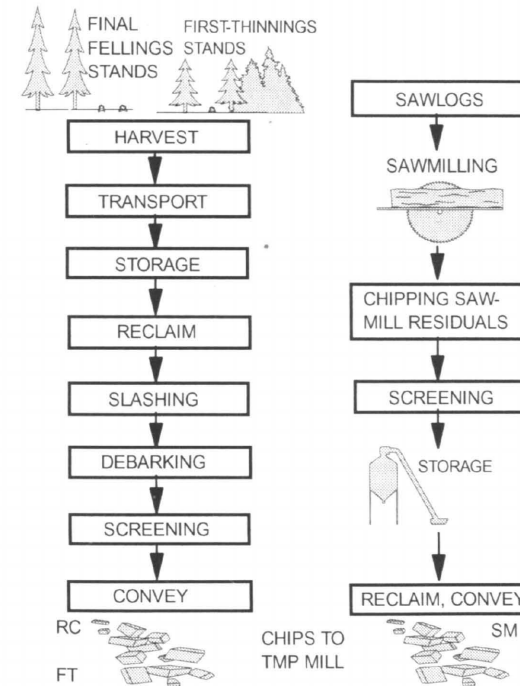 FINAL
FELLINGS
STANDS
FIRST-THINNINGS
STANDS
HARVEST
TRANSPORT
STORAGE
RECLAIM
SLASHING
DEBARKING
SCREENING
CONVEY
RC
FT
CHIPS TO
TMP MILL
SAWLOGS
SAWMILLING
CHIPPING SAW-
MILL RESIDUALS
SCREENING
STORAGE
RECLAIM, CONVEY
SM